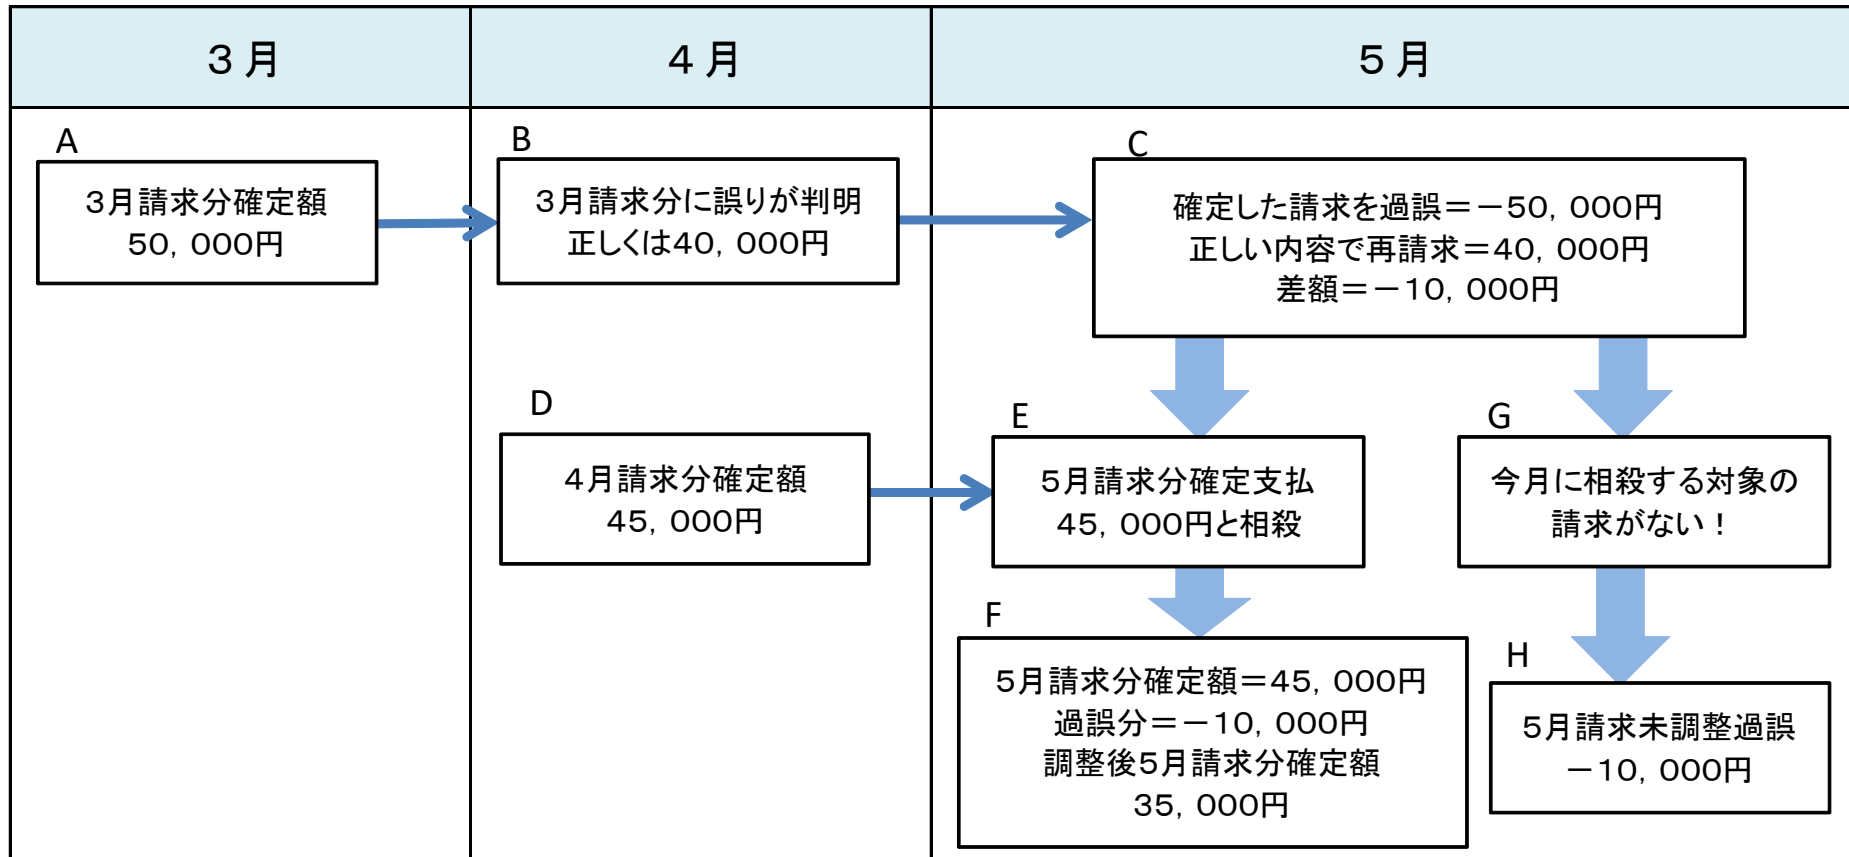 3月
4月
5月
A
3月請求分確定額
50，000円
B
3月請求分に誤りが判明
正しくは40，000円
C
確定した請求を過誤＝－50，000円
正しい内容で再請求＝40，000円
差額＝－10，000円
D
4月請求分確定額
45，000円
E
5月請求分確定支払
45，000円と相殺
F
5月請求分確定額＝45，000円
過誤分＝－10，000円
調整後5月請求分確定額
35，000円
G
今月に相殺する対象の
請求がない！
H
5月請求未調整過誤
－10，000円